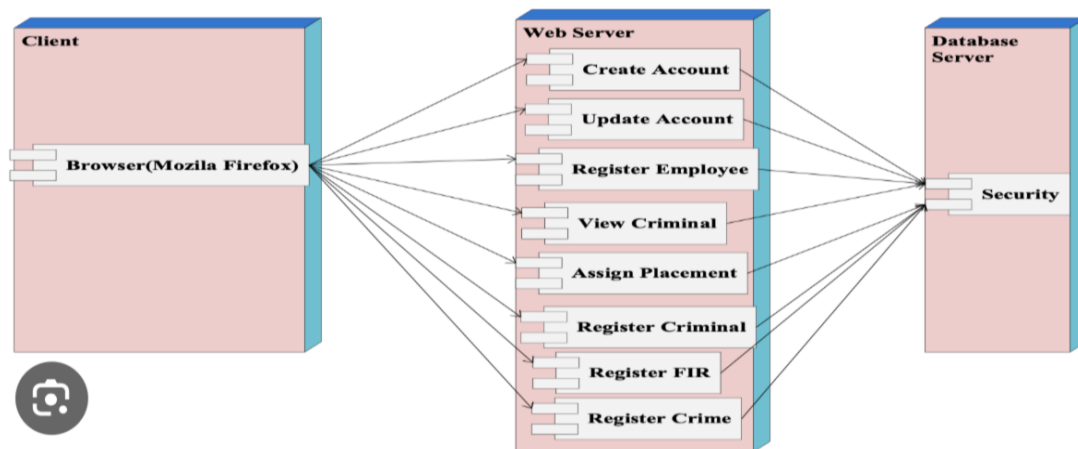 Client
Browser(Mozila Firefox)
Web Server
Create Account
Update Account
Register Employee
View Criminal
Assign Placement
Register Criminal
Register FIR
Register Crime
Database
Server
Security